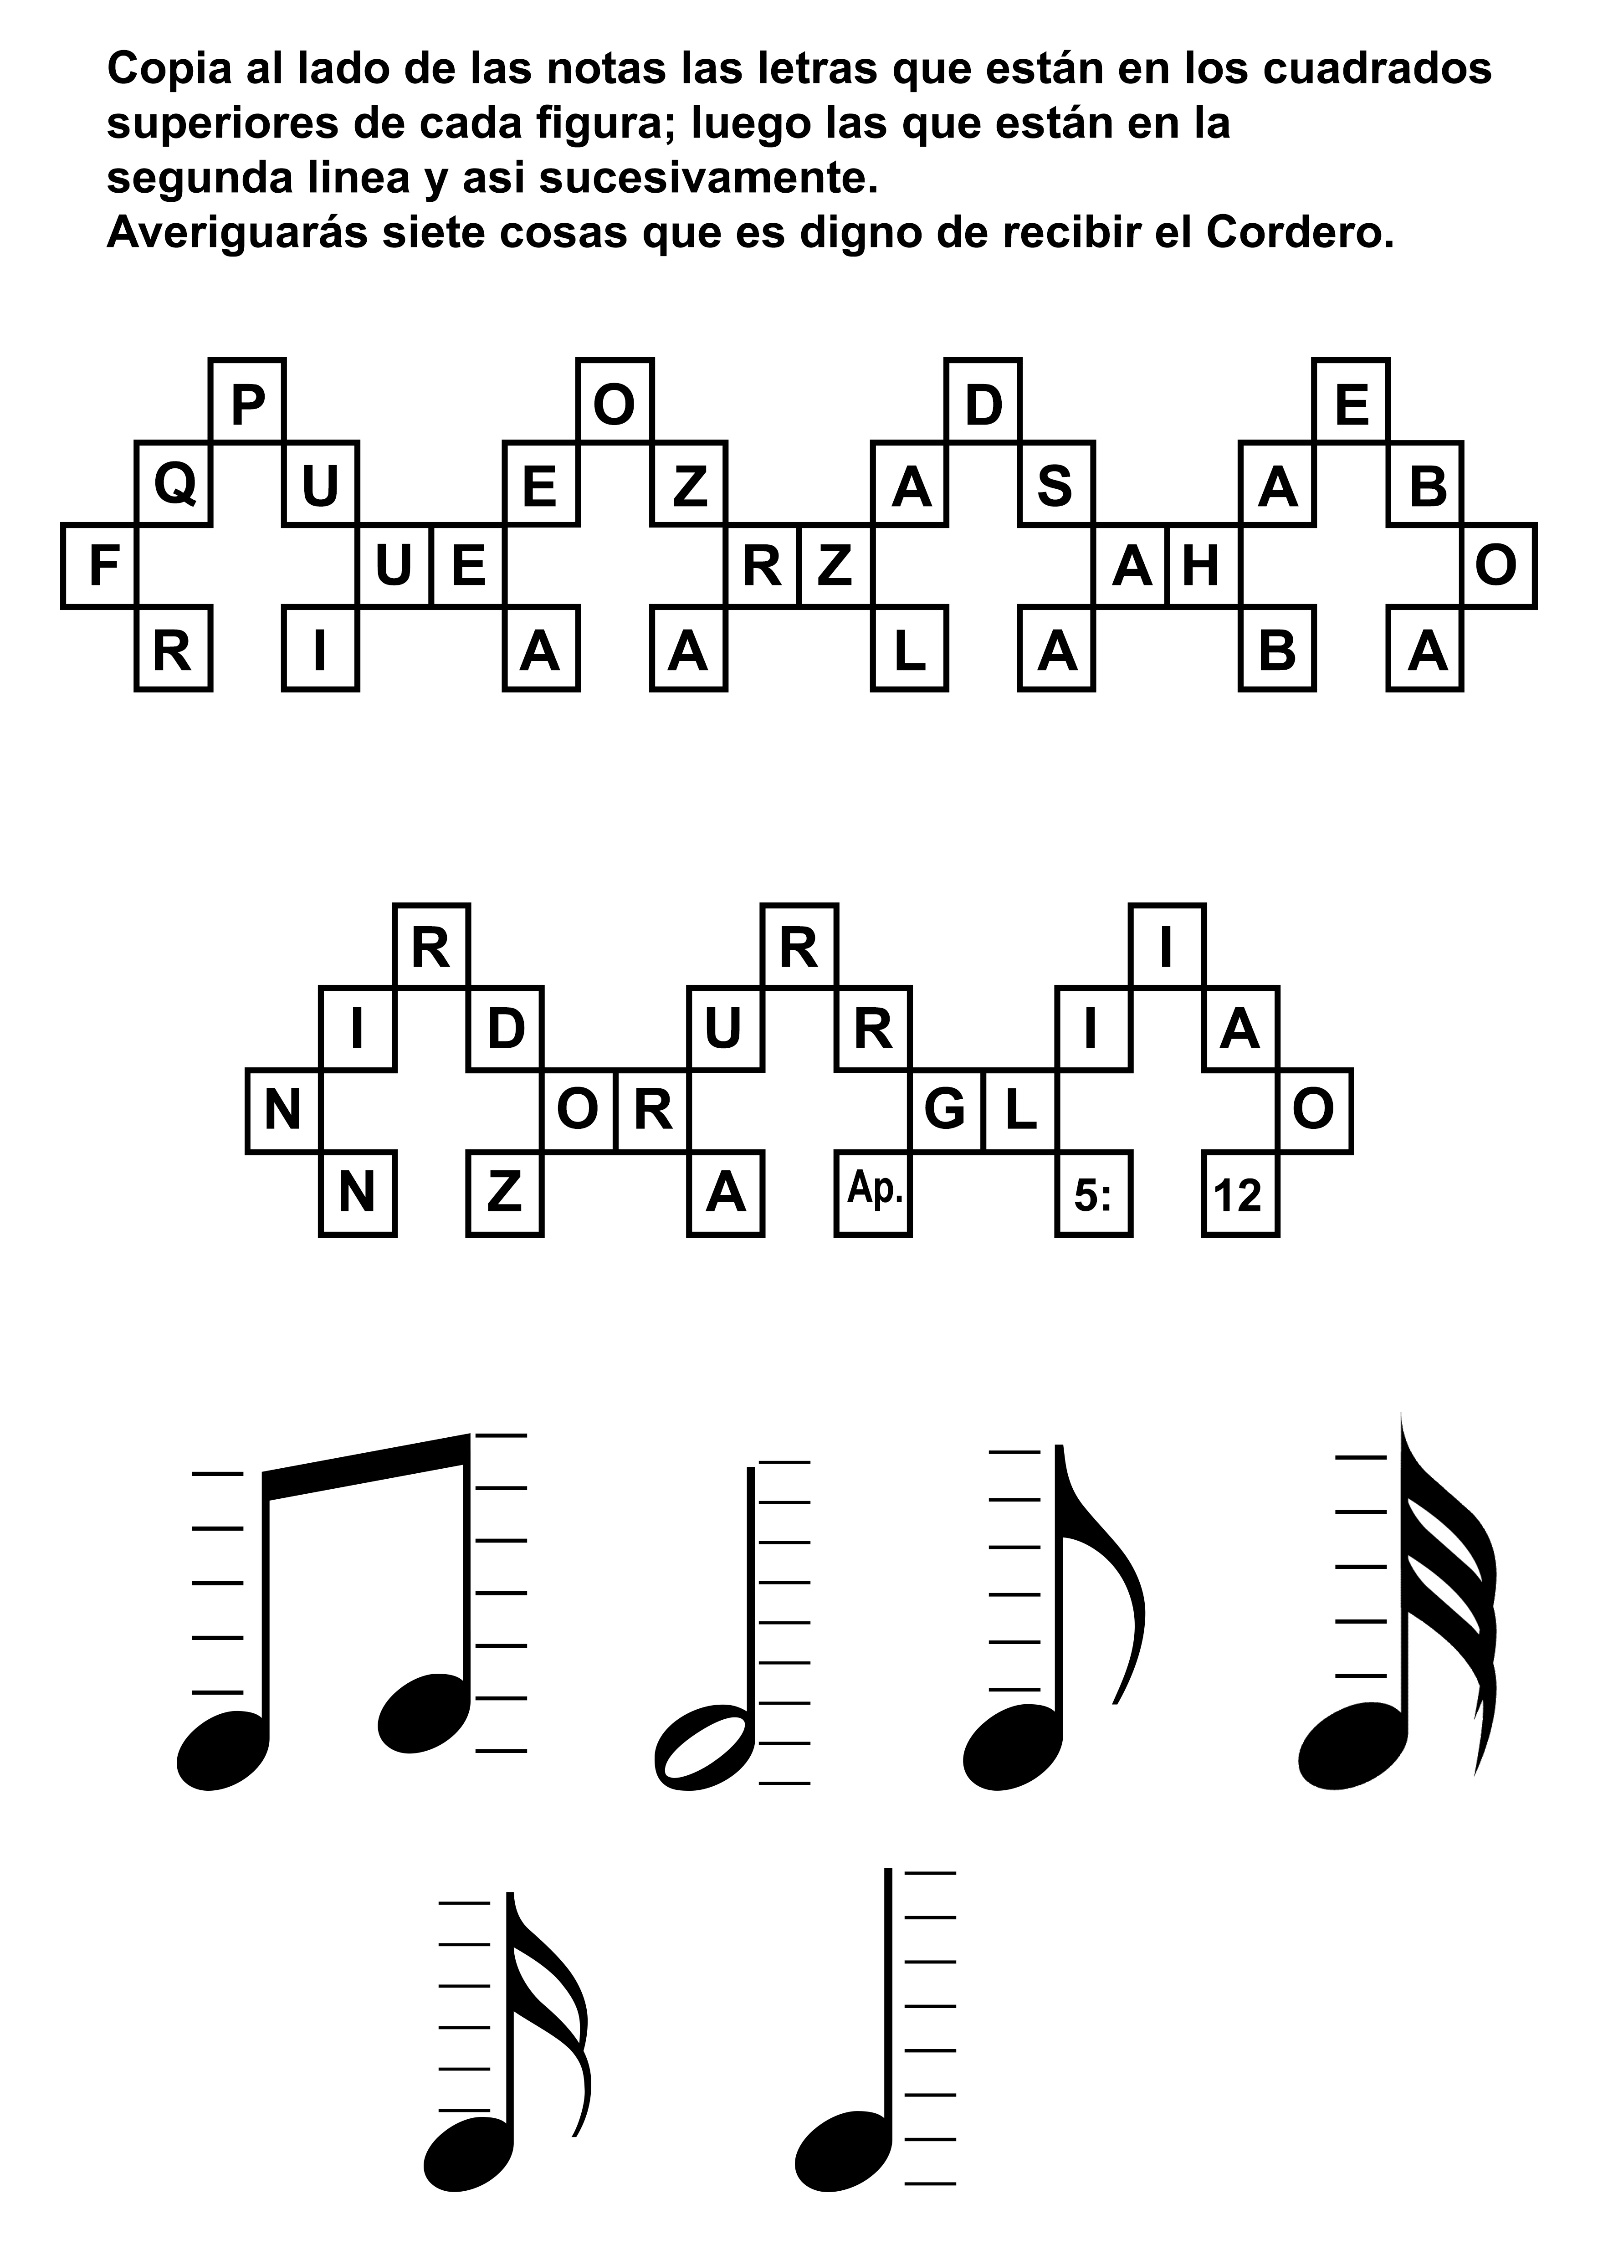 Copia al lado de las notas las letras que están en los cuadrados
superiores de cada figura; luego las que están en la
segunda linea y asi sucesivamente.
Averiguarás siete cosas que es digno de recibir el Cordero.
P O D E
Q U E Z A S A B
F U E R Z A H O
R I A A L A B A
R R I
I D U R I A
N O R G L O
N Z A Ap. 5: 12